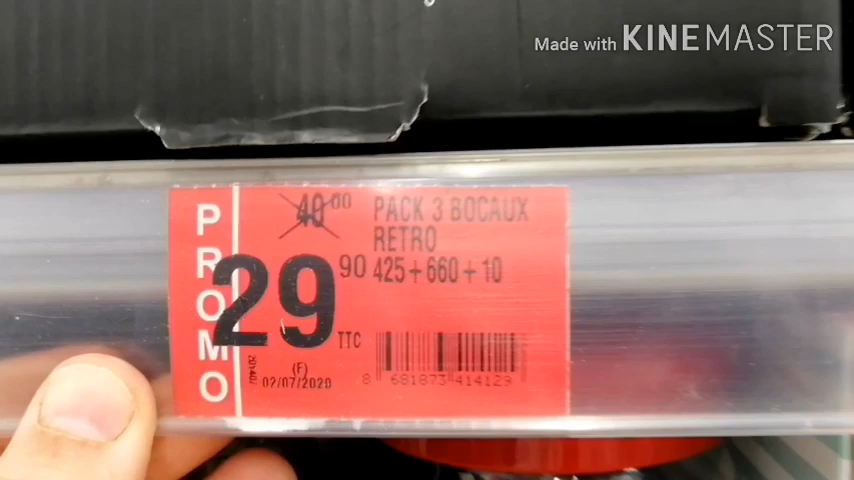 Made with KINEMASTER
PROMO
40 00
PACK 3 BOCAUX
RETRO
29 90
425+660+10
TTC
(F)
02/07/2020
8 681873 414129